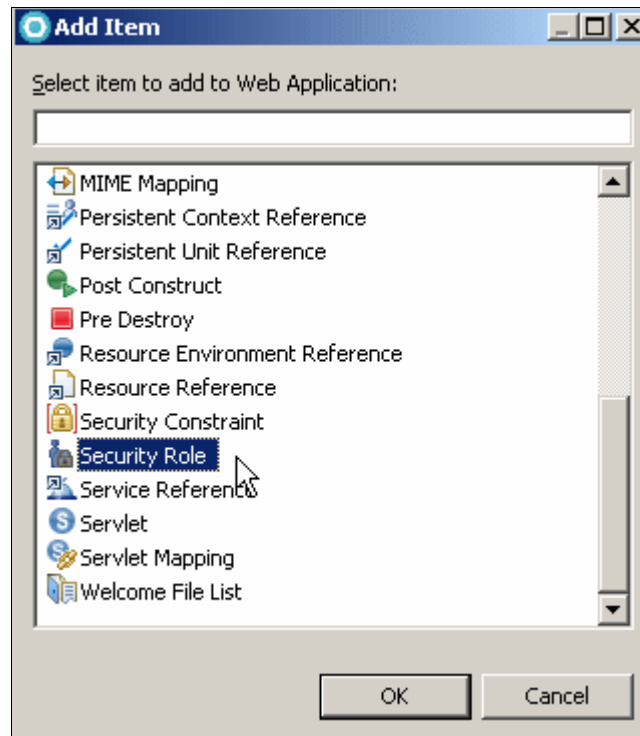 Add Item
Select item to add to Web Application:
MIME Mapping
Persistent Context Reference
Persistent Unit Reference
Post Construct
Pre Destroy
Resource Environment Reference
Resource Reference
Security Constraint
Security Role
Service Reference
Servlet
Servlet Mapping
Welcome File List
OK Cancel